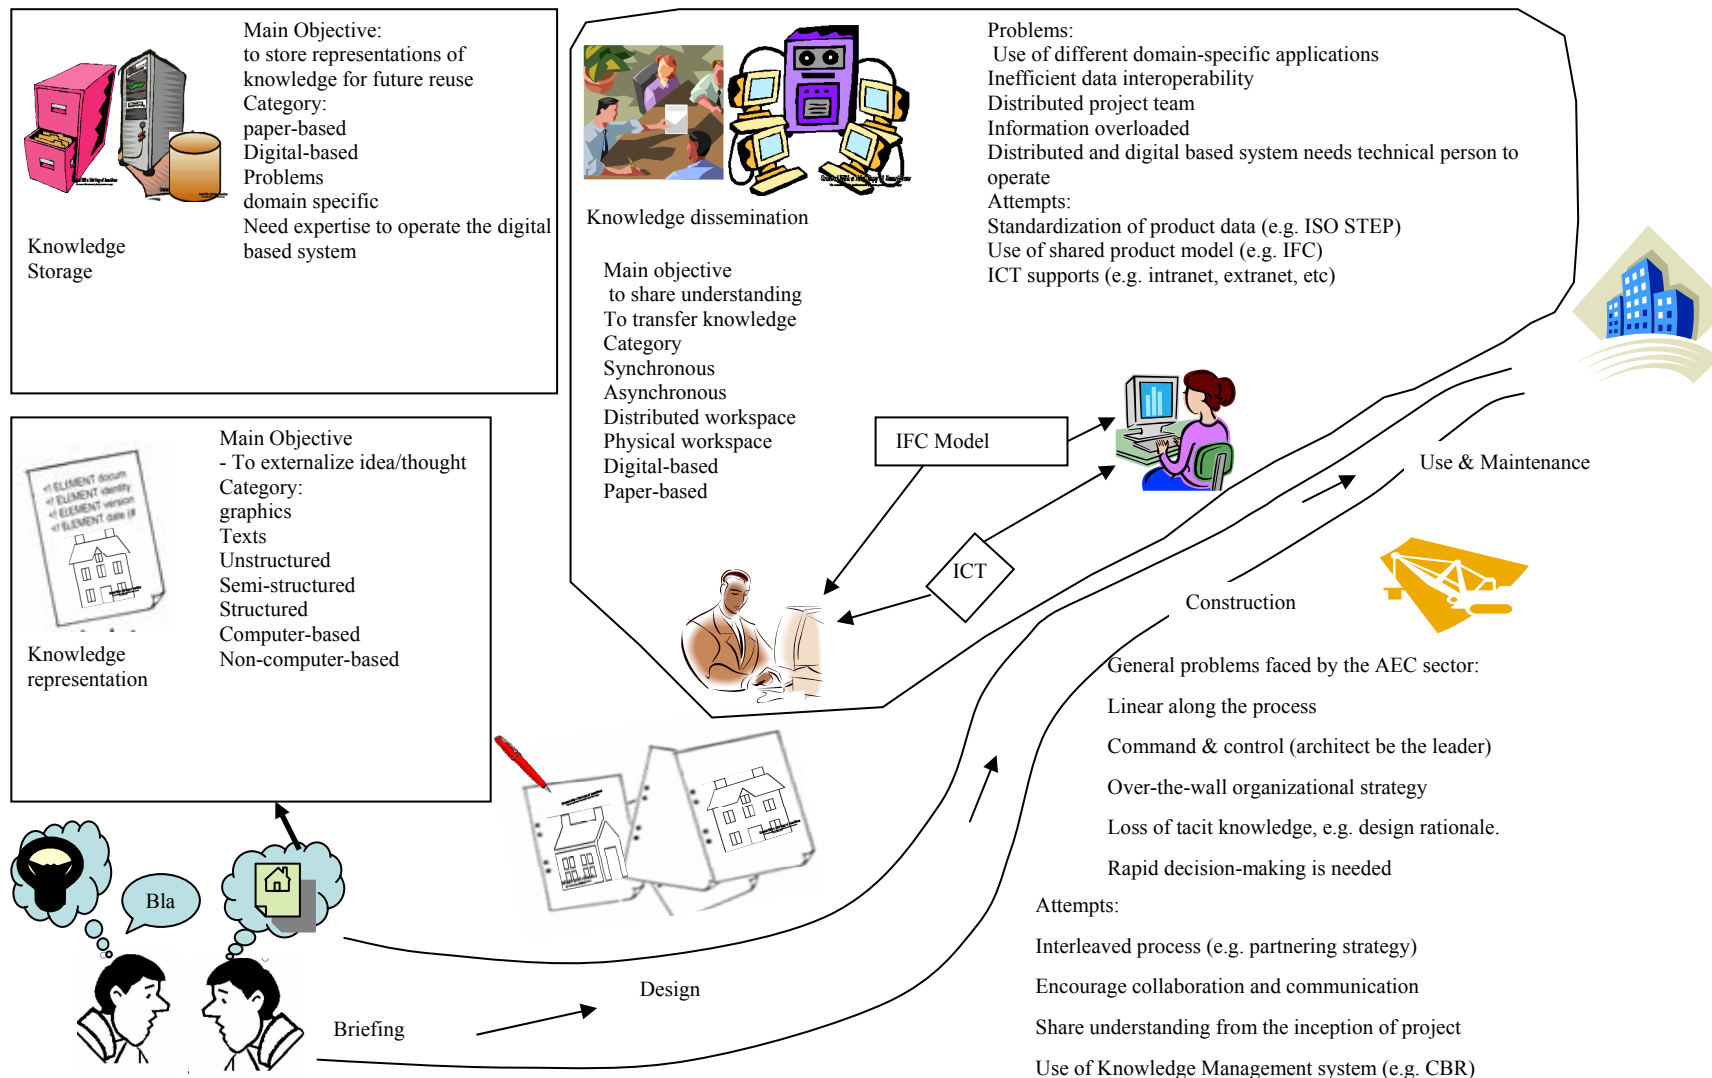 Main Objective:
to store representations of
knowledge for future reuse
Category:
paper-based
Digital-based
Problems
domain specific
Need expertise to operate the digital
based system
Knowledge
Storage
Main Objective
- To externalize idea/thought
Category:
graphics
Texts
Unstructured
Semi-structured
Structured
Computer-based
Non-computer-based
<! ELEMENT docum
<! ELEMENT identity
<! ELEMENT version
<! ELEMENT date (#
Knowledge
representation
Knowledge dissemination
Main objective
to share understanding
To transfer knowledge
Category
Synchronous
Asynchronous
Distributed workspace
Physical workspace
Digital-based
Paper-based
Problems:
Use of different domain-specific applications
Inefficient data interoperability
Distributed project team
Information overloaded
Distributed and digital based system needs technical person to
operate
Attempts:
Standardization of product data (e.g. ISO STEP)
Use of shared product model (e.g. IFC)
ICT supports (e.g. intranet, extranet, etc)
IFC Model
ICT
Use & Maintenance
Construction
General problems faced by the AEC sector:
Linear along the process
Command & control (architect be the leader)
Over-the-wall organizational strategy
Loss of tacit knowledge, e.g. design rationale.
Rapid decision-making is needed
Attempts:
Interleaved process (e.g. partnering strategy)
Encourage collaboration and communication
Share understanding from the inception of project
Use of Knowledge Management system (e.g. CBR)
Bla
Design
Briefing